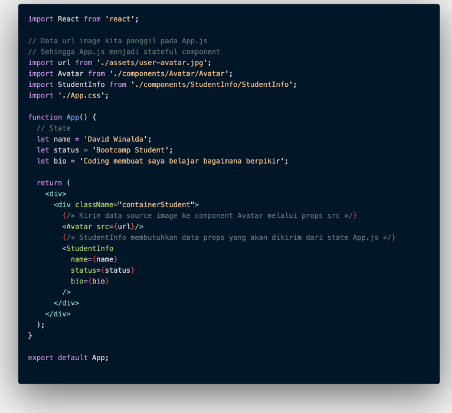 import React from 'react';
// Data url image kita panggil pada App.js
// Sehingga App.js menjadi stateful component
import url from './assets/user-avatar.jpg';
import Avatar from './components/Avatar/Avatar';
import StudentInfo from './components/StudentInfo/StudentInfo';
import './App.css';
function App() {
// State
let name = 'David Winalda';
let status = 'Bootcamp Student';
let bio = 'Coding membuat saya belajar bagaimana berpikir';
return (
<div>
<div className="containerStudent">
{/* Kirim data source image ke component Avatar melalui props src */}
<Avatar src={url}/>
{/* StudentInfo membutuhkan data props yang akan dikirim dari state App.js */}
<StudentInfo
name={name}
status={status}
bio={bio}
/>
</div>
</div>
);
}
export default App;